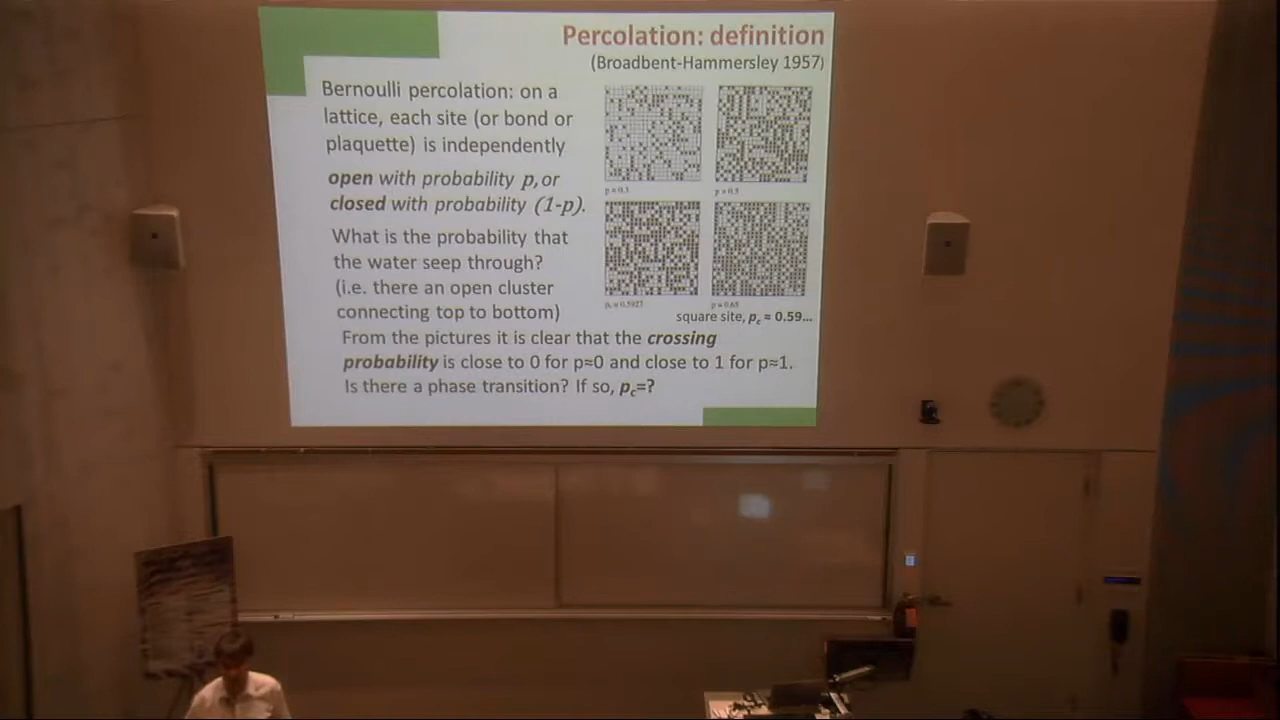 Percolation: definition
(Broadbent-Hammersley 1957)
Bernoulli percolation: on a
lattice, each site (or bond or
plaquette) is independently
open with probability p, or
closed with probability (1-p).
What is the probability that
the water seep through?
(i.e. there an open cluster
connecting top to bottom)
p = 0.5
p = 0.65
square site, pc ≈ 0.59...
From the pictures it is clear that the crossing
probability is close to 0 for p≈0 and close to 1 for p≈1.
Is there a phase transition? If so, pc=?